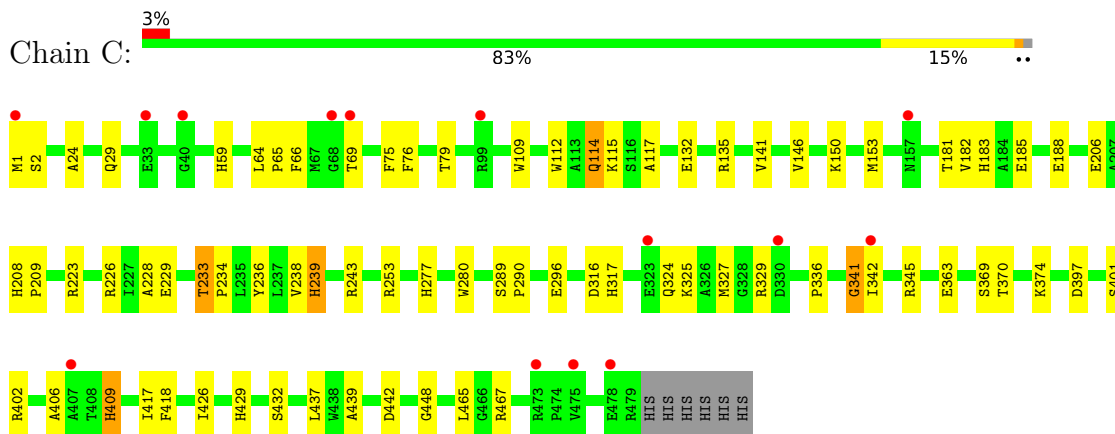 3%
Chain C:
83% 15% ••
M1 S2 A24 Q29 E33 G40 H59 L64 P65 F66 M67 G68 T69 F75 F76 T79 R99 W109 W112 A113 Q114 K115 S116 A117 E132 R135 V141 V146 K150 M153 N157 T181 V182 H183 A184 E185 E188 E206 A207
H208 P209 R223 R226 I227 A228 E229 T233 P234 L235 Y236 L237 V238 H239 R243 R253 H277 W280 S289 P290 E296 D316 H317 E323 Q324 K325 A326 M327 G328 R329 D330 P336 G341 I342 R345 E363 S369 T370 K374 D397 S401
R402 A406 A407 T408 H409 I417 F418 I426 H429 S432 L437 W438 A439 D442 G448 L465 G466 R467 R473 P474 V475 E478 R479 HIS HIS HIS HIS HIS HIS